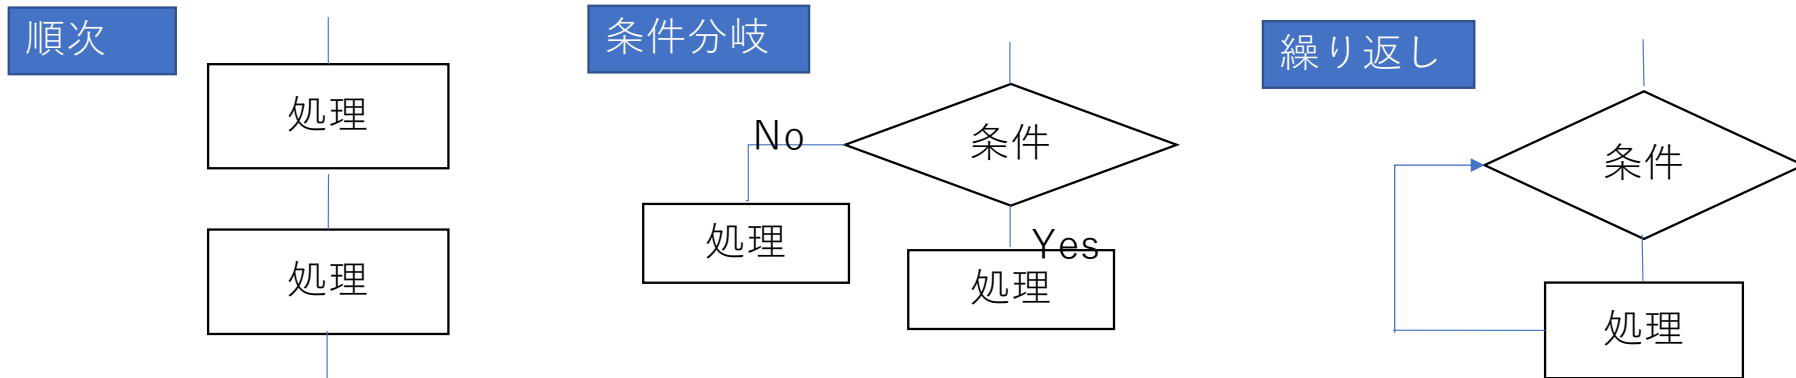 順次
処理
処理
条件分岐
条件
No
処理
Yes
処理
繰り返し
条件
処理